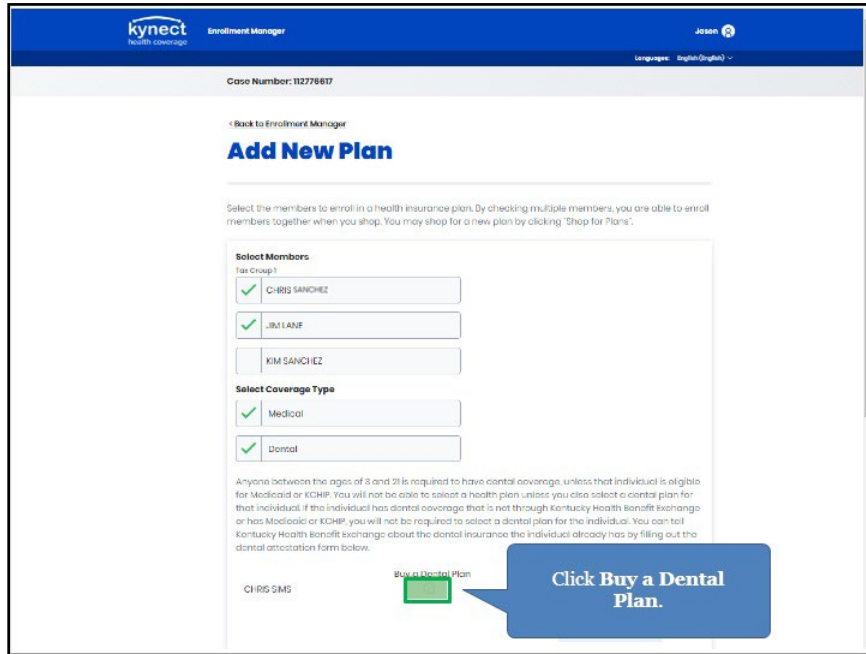 kynect
health coverage
Enrollment Manager
Jason
Languages: English (English)
Case Number: 112776617
<Back to Enrollment Manager
Add New Plan
Select the members to enroll in a health insurance plan. By checking multiple members, you are able to enroll
members together when you shop. You may shop for a new plan by clicking "Shop for Plans".
Select Members
Tax Group 1
CHRIS SANCHEZ
JIM LANE
KIM SANCHEZ
Select Coverage Type
Medical
Dental
Anyone between the ages of 3 and 21 is required to have dental coverage, unless that individual is eligible
for Medicaid or KCHIP. You will not be able to select a health plan unless you also select a dental plan for
that individual. If the individual has dental coverage that is not through Kentucky Health Benefit Exchange
or has Medicaid or KCHIP, you will not be required to select a dental plan for the individual. You can tell
Kentucky Health Benefit Exchange about the dental insurance the individual already has by filling out the
dental attestation form below.
Buy a Dental Plan
CHRIS SIMS
Click Buy a Dental
Plan.